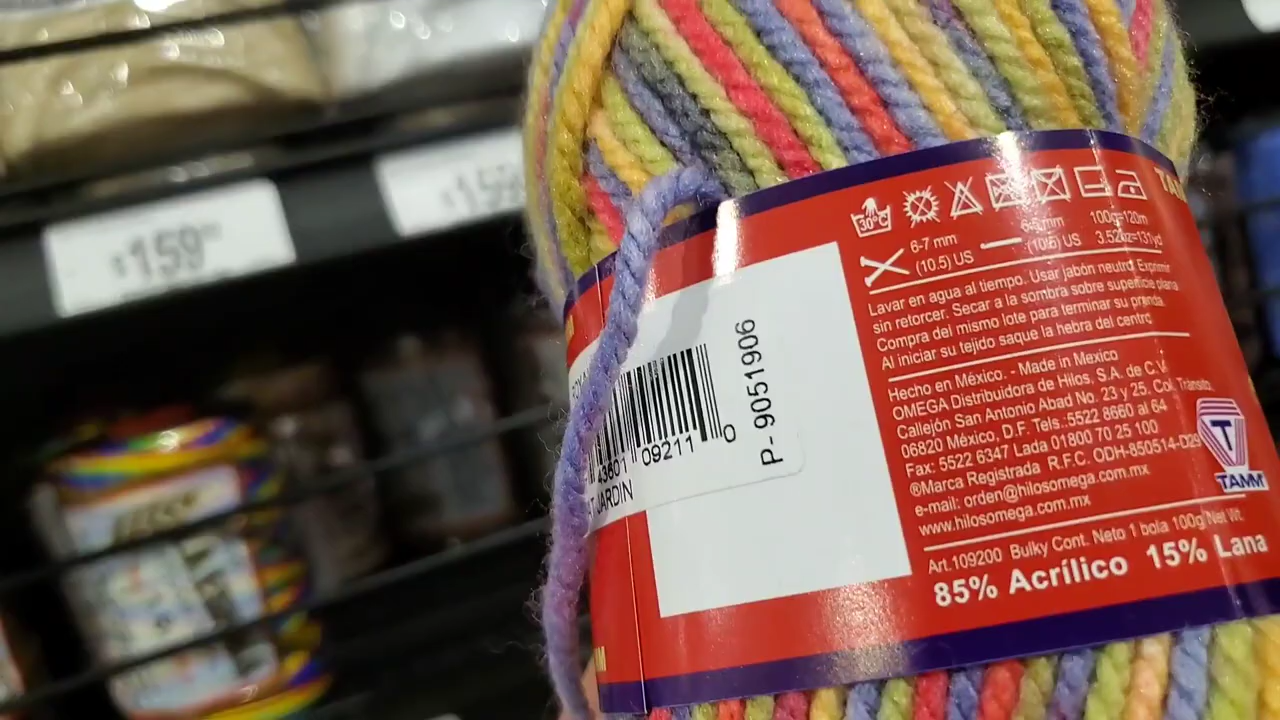 $159
$159
30°C
6-7 mm
(10.5) US
(10.5) US
100g=120m
3.52oz=131yd
Lavar en agua al tiempo. Usar jabón neutro. Exprimir
sin retorcer. Secar a la sombra sobre superficie plana
Compra del mismo lote para terminar su prenda.
Al iniciar su tejido saque la hebra del centro
Hecho en México. - Made in Mexico
OMEGA Distribuidora de Hilos, S.A. de C.V.
Callejón San Antonio Abad No. 23 y 25. Col. Tránsito,
06820 México, D.F. Tels.:5522 8660 al 64
Fax: 5522 6347 Lada 01800 70 25 100
®Marca Registrada R.F.C. ODH-850514-D29
e-mail: orden@hilosomega.com.mx
www.hilosomega.com.mx
TAMM
Art.109200 Bulky Cont. Neto 1 bola 100g Net Wt.
85% Acrílico 15% Lana
43601 09211 0
JARDIN
P- 9051906